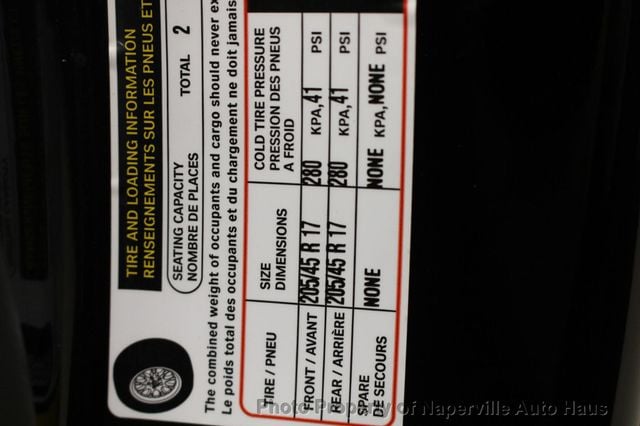 TIRE AND LOADING INFORMATION
RENSEIGNEMENTS SUR LES PNEUS ET
SEATING CAPACITY
NOMBRE DE PLACES
TOTAL 2
The combined weight of occupants and cargo should never
Le poids total des occupants et du chargement ne doit jamais
TIRE / PNEU
SIZE
DIMENSIONS
COLD TIRE PRESSURE
PRESSION DES PNEUS
A FROID
FRONT / AVANT 205/45 R 17 280 KPA, 41 PSI
REAR / ARRIÈRE 205/45 R 17 280 KPA, 41 PSI
SPARE
DE SECOURS
NONE NONE KPA, NONE PSI
Photo Property of Naperville Auto Haus